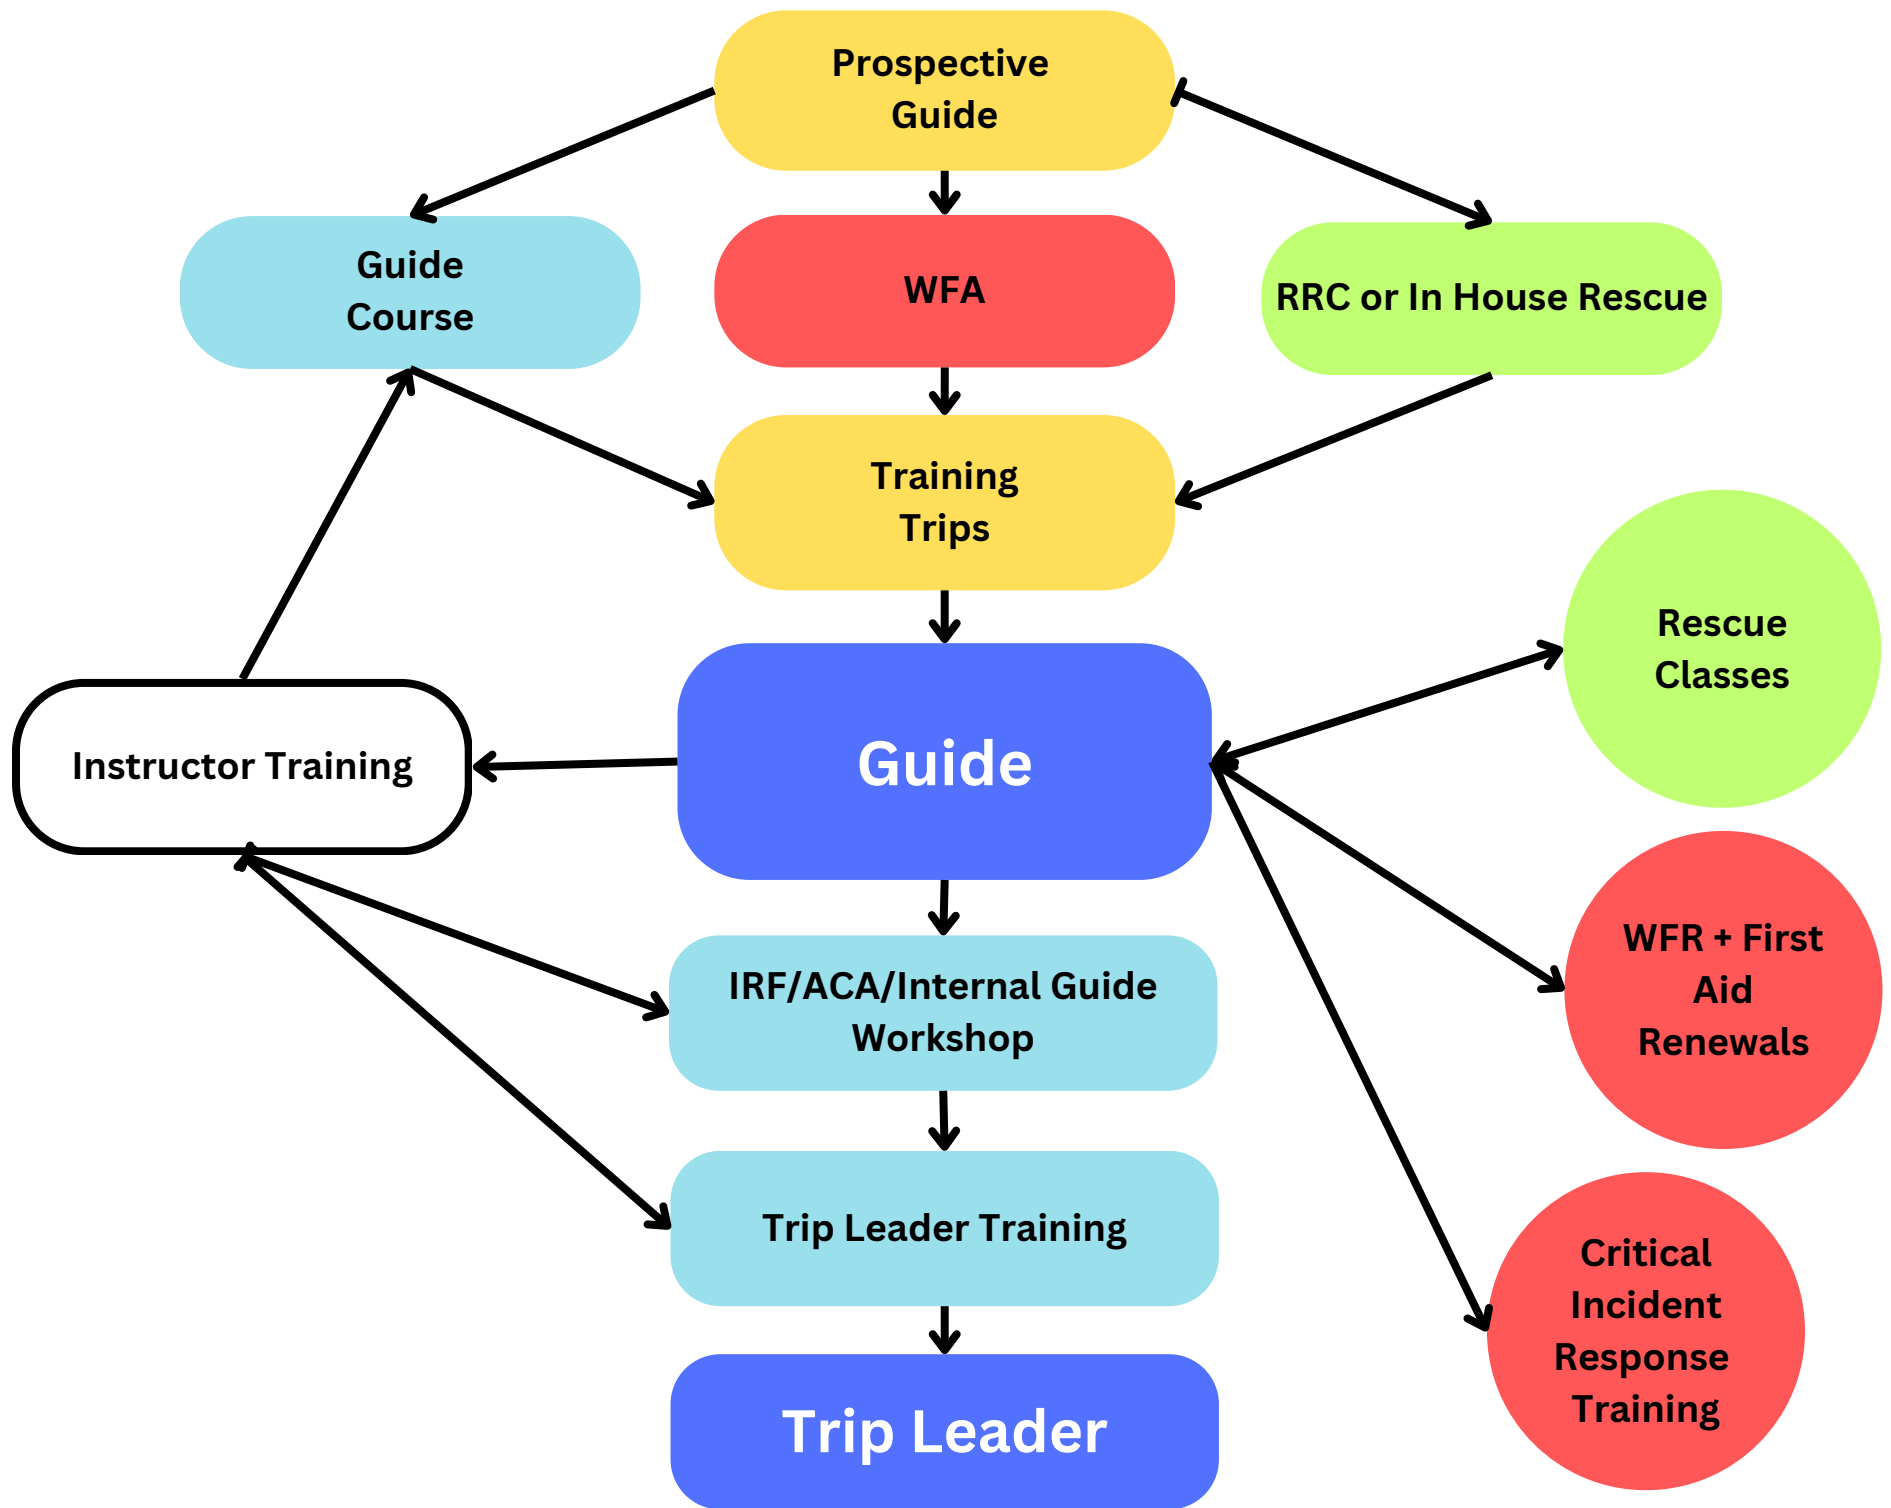 Prospective
Guide
Guide
Course
WFA
RRC or In House Rescue
Training
Trips
Rescue
Classes
Guide
Instructor Training
WFR + First
Aid
Renewals
IRF/ACA/Internal Guide
Workshop
Trip Leader Training
Critical
Incident
Response
Training
Trip Leader